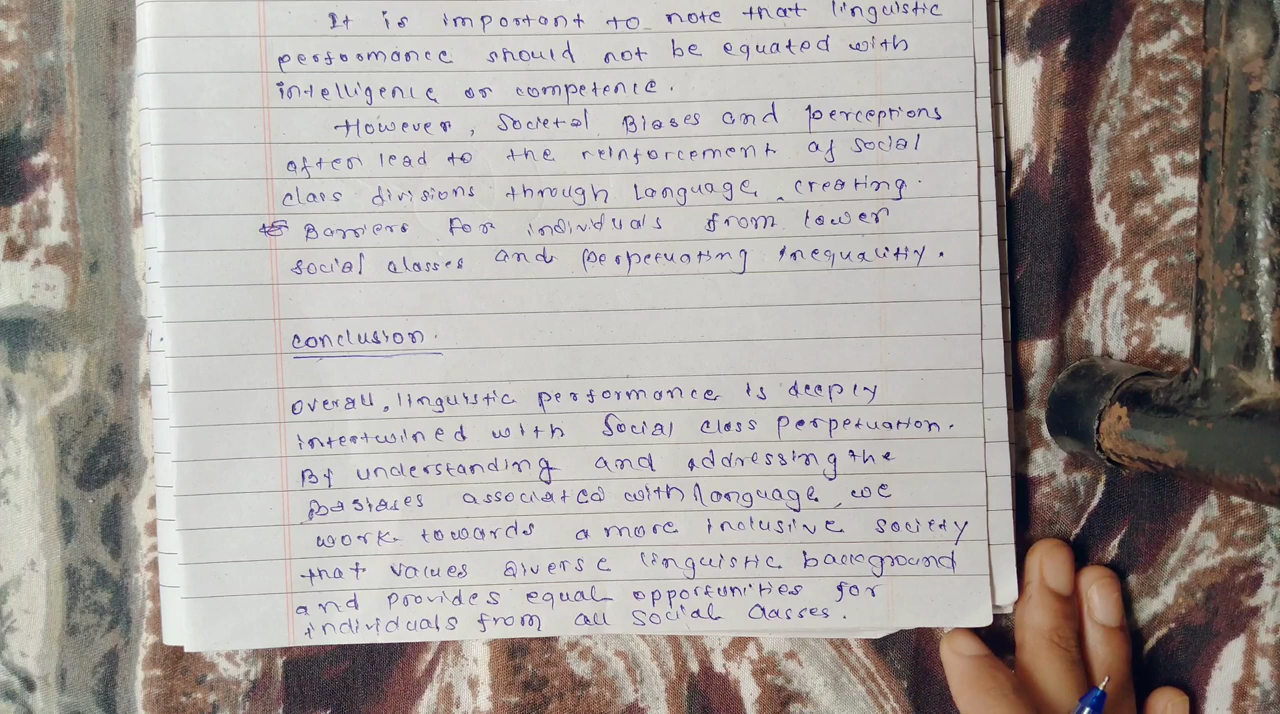 It is important to note that linguistic
performance should not be equated with
intelligence or competence.
However, Societal Biases and perceptions
often lead to the reinforcement of social
class divisions through language, creating.
Barriers for individuals from lower
social classes and perpetuating inequality.
conclusion.
overall, linguistic performance is deeply
intertwined with Social class perpetuation.
By understanding and addressing the
associated with language, we
work towards a more inclusive society
that values diverse linguistic background
and provides equal opportunities for
individuals from all social classes.